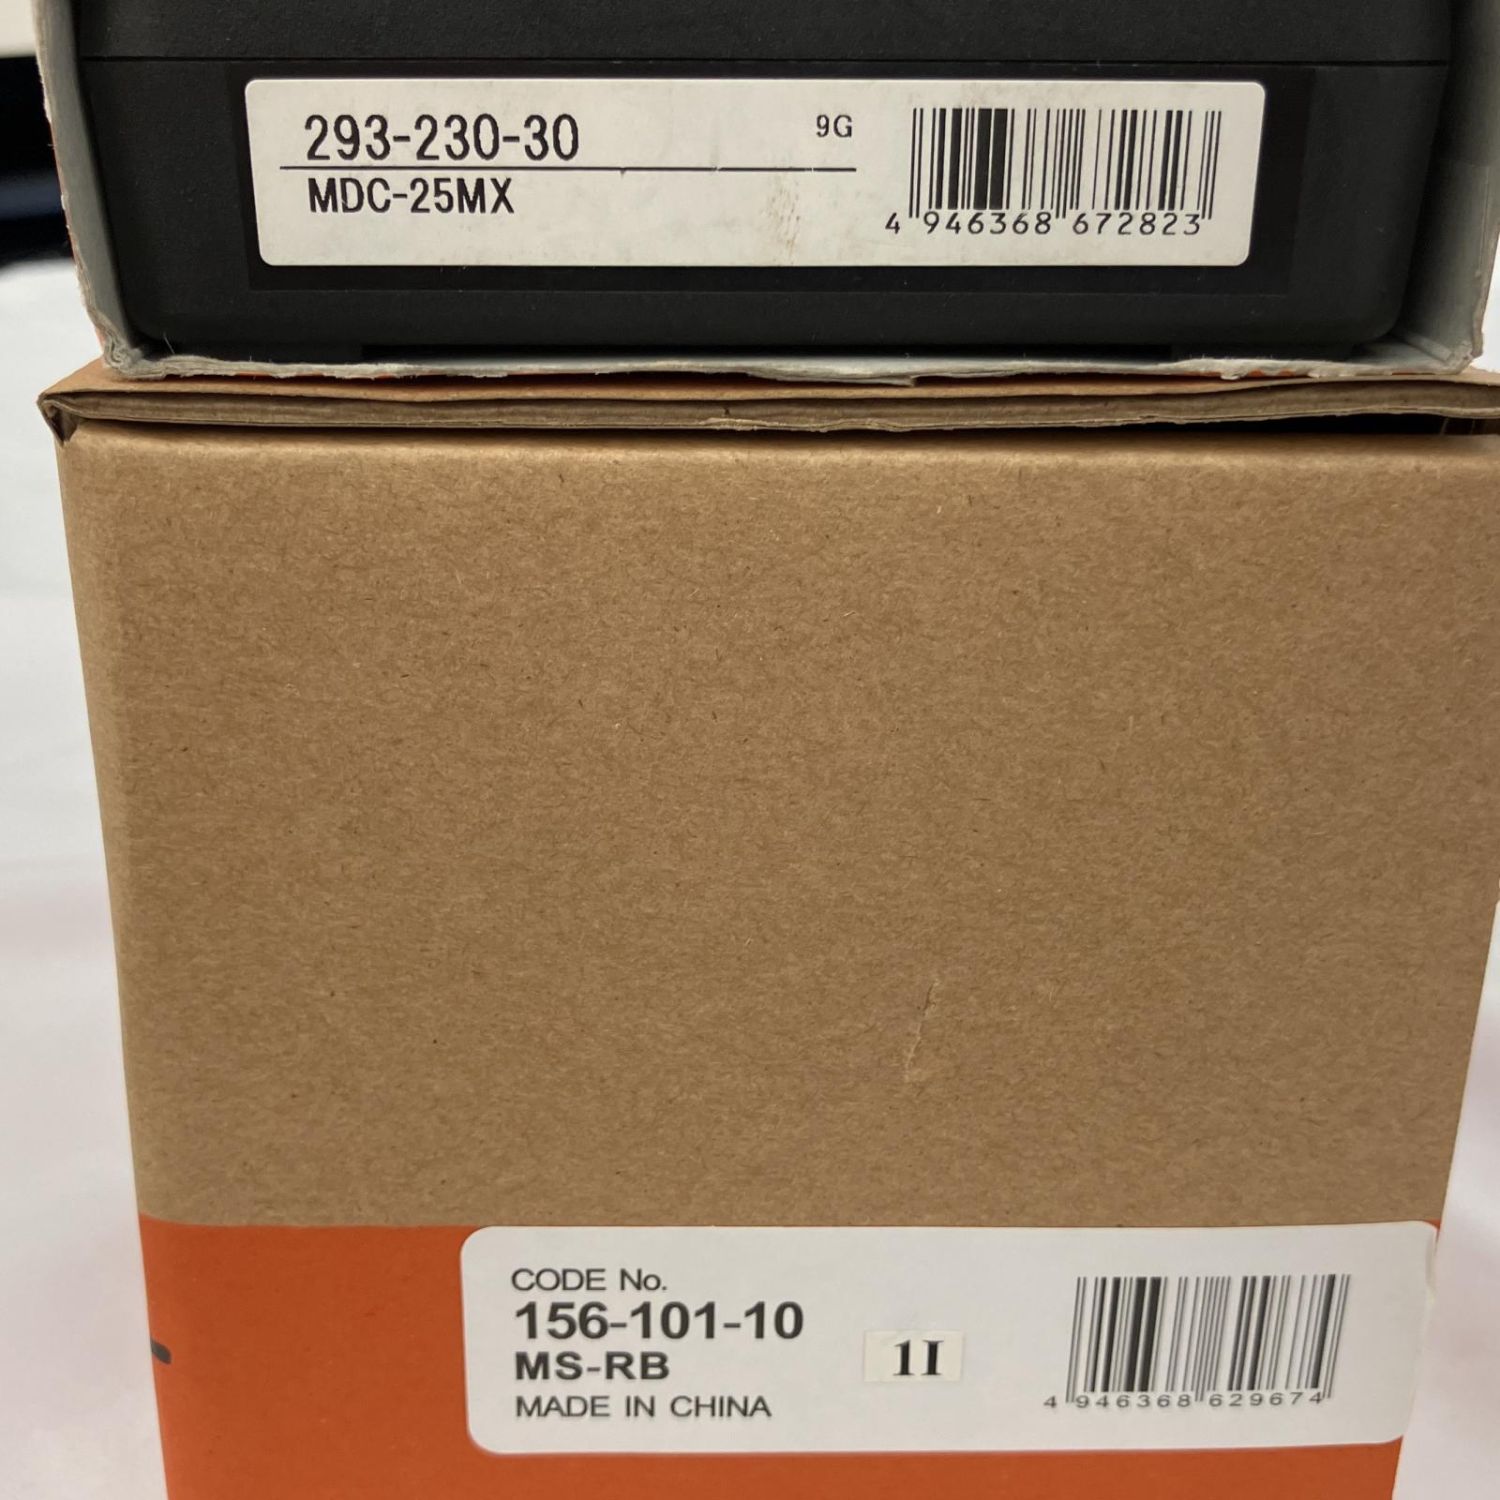 293-230-30
9G
MDC-25MX
4 946368 672823
CODE No.
156-101-10
MS-RB
1I
MADE IN CHINA
4 946368 629674